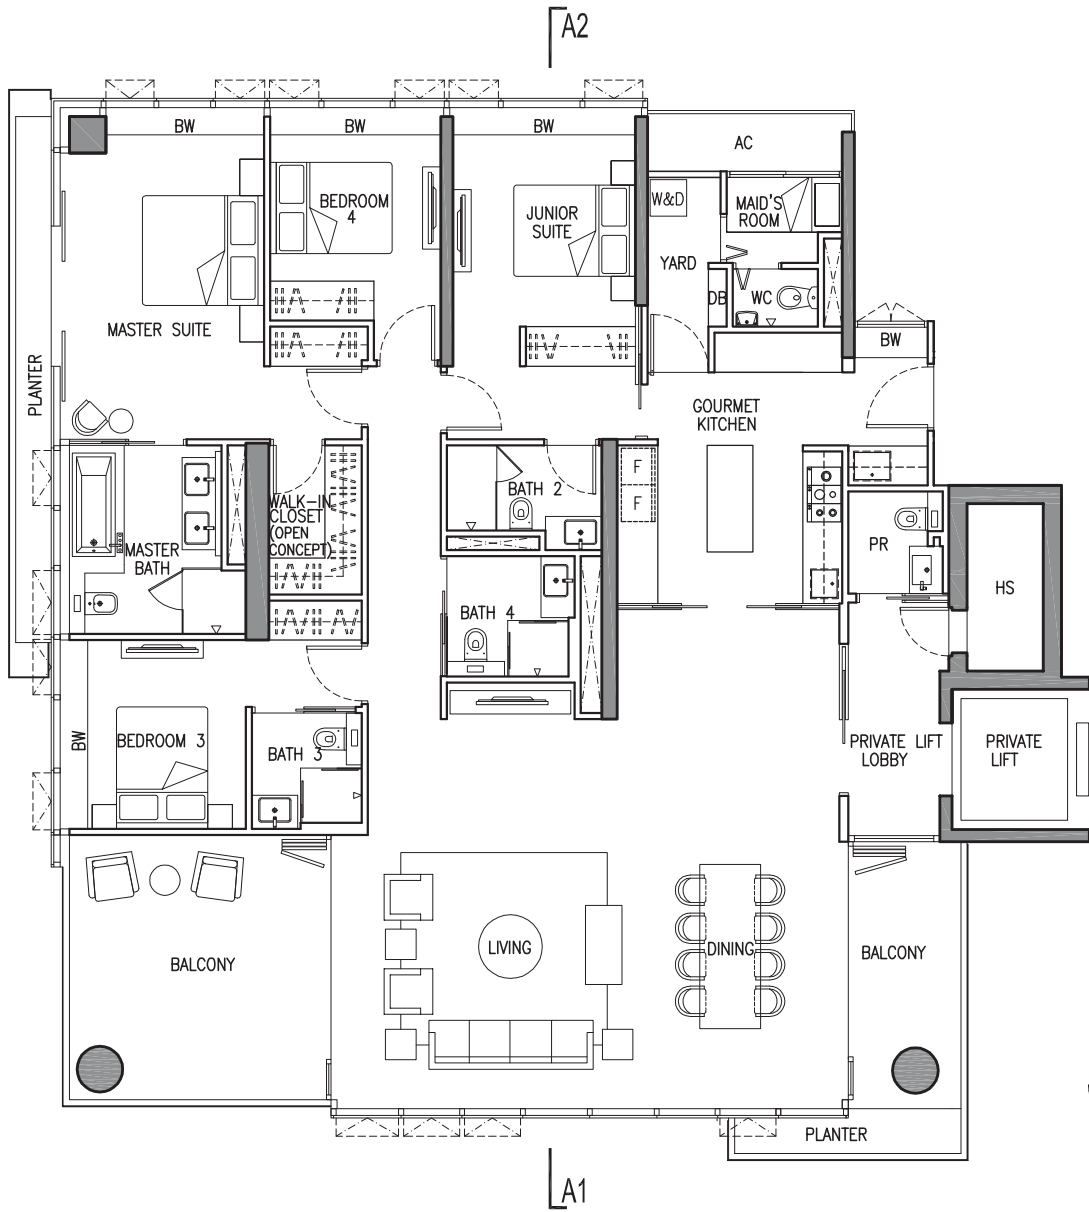 A2
BW
BW
BW
AC
BEDROOM
4
JUNIOR
SUITE
W&D
MAID'S
ROOM
YARD
DB
WC
MASTER SUITE
BW
PLANTER
GOURMET
KITCHEN
F
F
BATH 2
WALK-IN
CLOSET
(OPEN
CONCEPT)
MASTER
BATH
PR
HS
BATH 4
BEDROOM 3
BW
BATH 3
PRIVATE LIFT
LOBBY
PRIVATE
LIFT
LIVING
DINING
BALCONY
BALCONY
PLANTER
A1